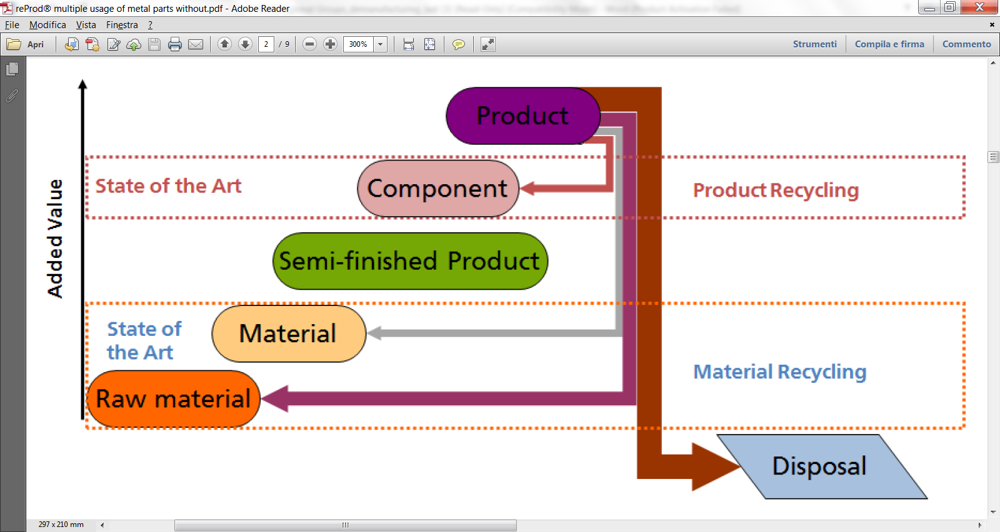 reProd® multiple usage of metal parts without.pdf - Adobe Reader
File Modifica Vista Finestra ?
Apri 2 / 9 300% Strumenti Compila e firma Commento
Product
State of the Art
Component
Product Recycling
Added Value
Semi-finished Product
State of
the Art
Material
Material Recycling
Raw material
Disposal
297 x 210 mm